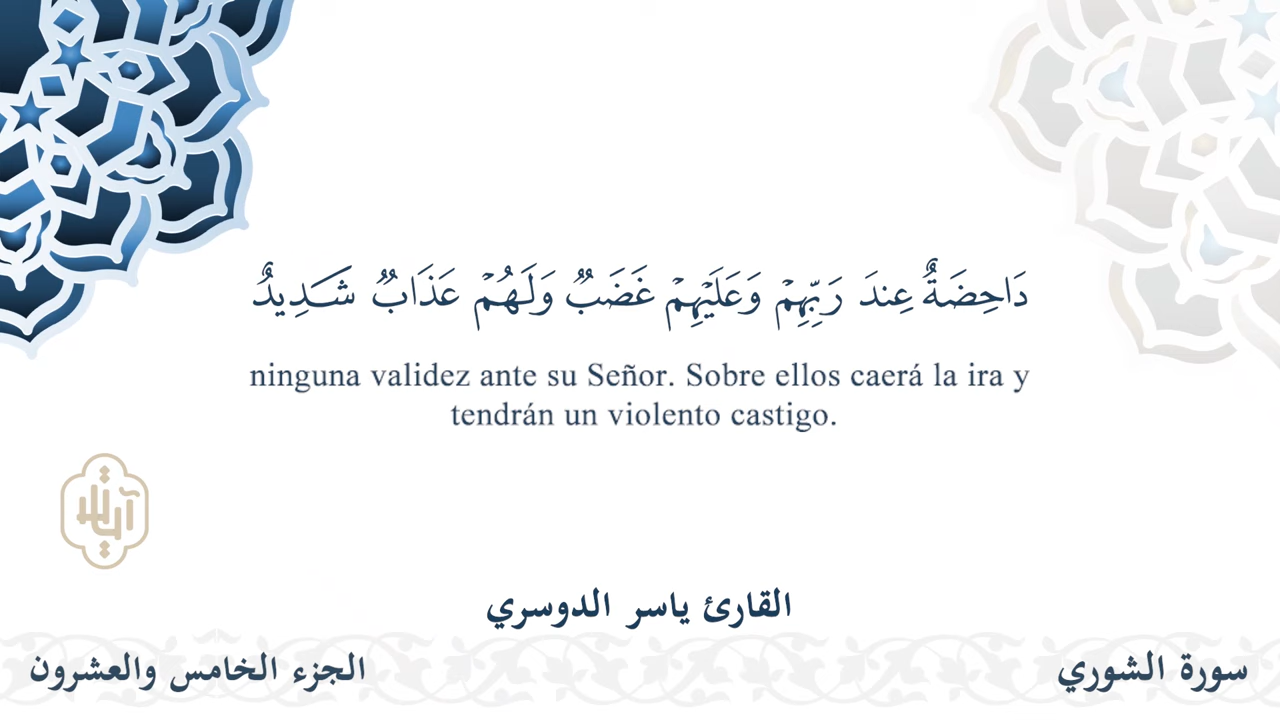 دَاحِضَةٌ عِندَ رَبِّهِمۡ وَعَلَيۡهِمۡ غَضَبٞ وَلَهُمۡ عَذَابٞ شَدِيدٌ
ninguna validez ante su Señor. Sobre ellos caerá la ira y
tendrán un violento castigo.
القارئ ياسر الدوسري
سورة الشوري
الجزء الخامس والعشرون